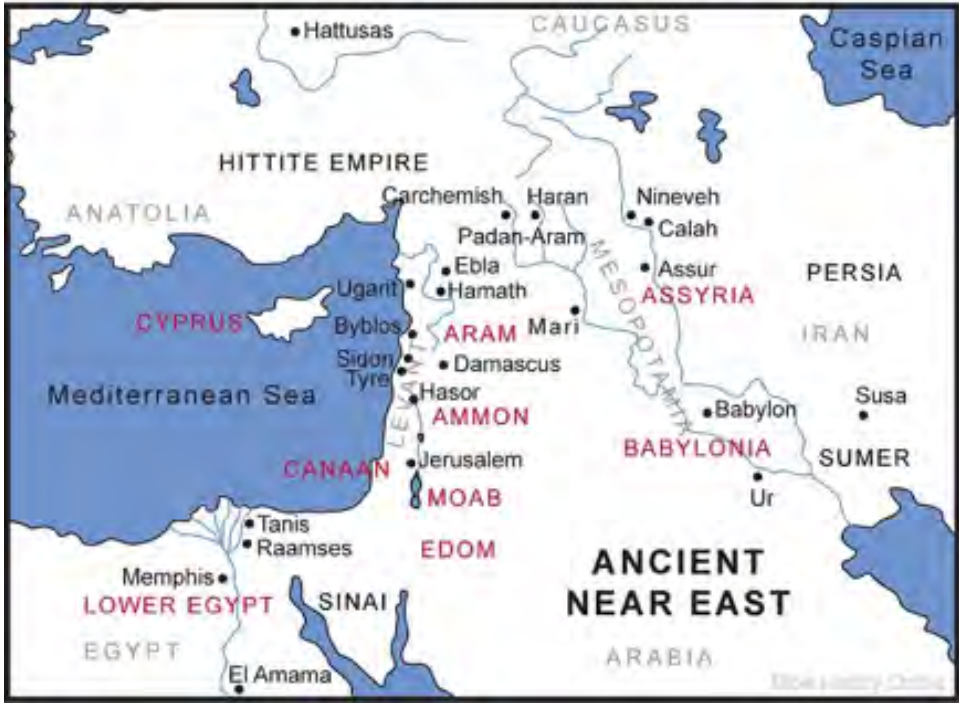 CAUCASUS
Caspian
Sea
Hattusas
HITTITE EMPIRE
ANATOLIA
Carchemish
Haran
Nineveh
Calah
Padan-Aram
MESOPOTAMIA
Ebla
Assur
PERSIA
Ugarit
Hamath
ASSYRIA
CYPRUS
Byblos
ARAM
Mari
IRAN
Sidon
Tyre
Damascus
LEVANT
Mediterranean Sea
Hasor
AMMON
Babylon
Susa
BABYLONIA
SUMER
CANAAN
Jerusalem
MOAB
Ur
Tanis
Raamses
EDOM
ANCIENT
NEAR EAST
Memphis
LOWER EGYPT
SINAI
EGYPT
ARABIA
El Amama